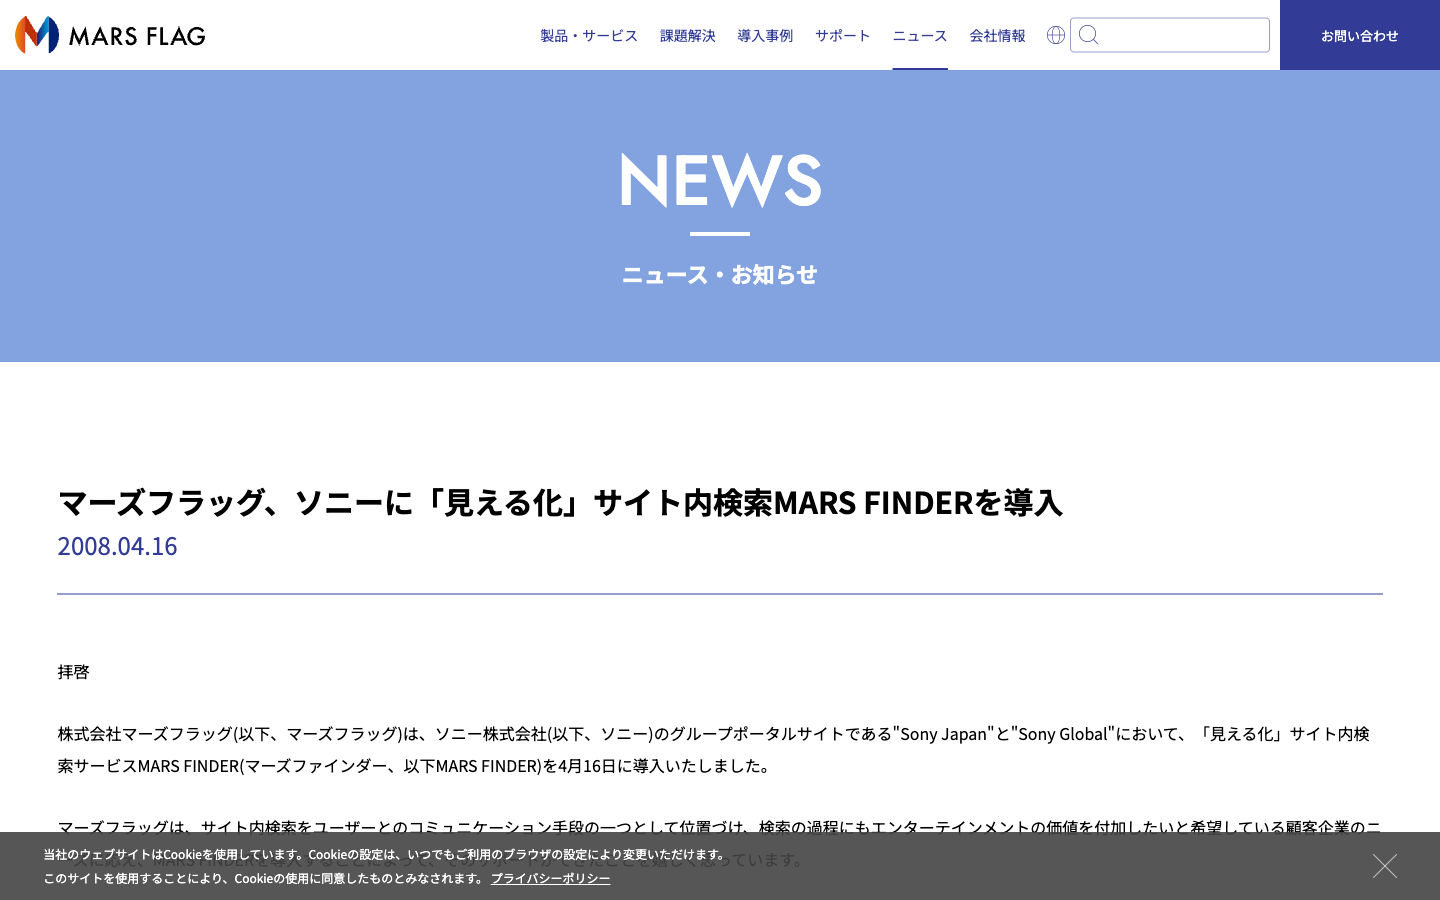 MARS FLAG
製品・サービス 課題解決 導入事例 サポート ニュース 会社情報 お問い合わせ
NEWS
ニュース・お知らせ
マーズフラッグ、ソニーに「見える化」サイト内検索MARS FINDERを導入
2008.04.16
拝啓
株式会社マーズフラッグ(以下、マーズフラッグ)は、ソニー株式会社(以下、ソニー)のグループポータルサイトである"Sony Japan"と"Sony Global"において、「見える化」サイト内検
索サービスMARS FINDER(マーズファインダー、以下MARS FINDER)を4月16日に導入いたしました。
マーズフラッグは、サイト内検索をユーザーとのコミュニケーション手段の一つとして位置づけ、検索の過程にもエンターテインメントの価値を付加したいと希望している顧客企業のニ
当社のウェブサイトはCookieを使用しています。Cookieの設定は、いつでもご利用のブラウザの設定により変更いただけます。
このサイトを使用することにより、Cookieの使用に同意したものとみなされます。 プライバシーポリシー